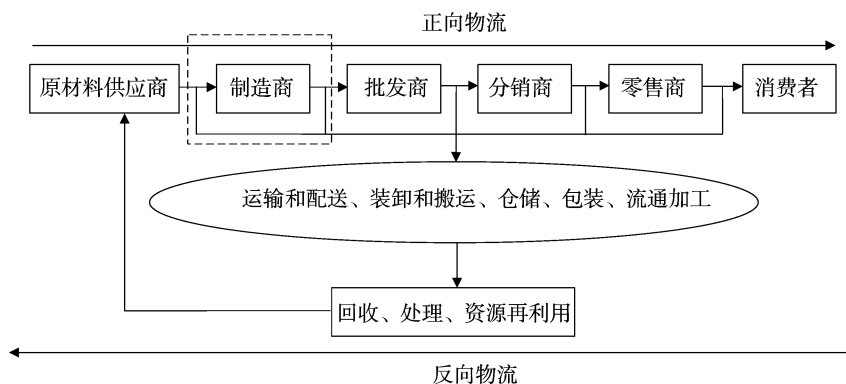 正向物流
原材料供应商
制造商
批发商
分销商
零售商
消费者
运输和配送、装卸和搬运、仓储、包装、流通加工
回收、处理、资源再利用
反向物流